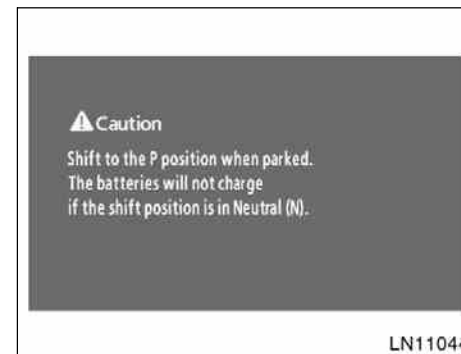 Caution
Shift to the P position when parked.
The batteries will not charge
if the shift position is in Neutral (N).
LN11044